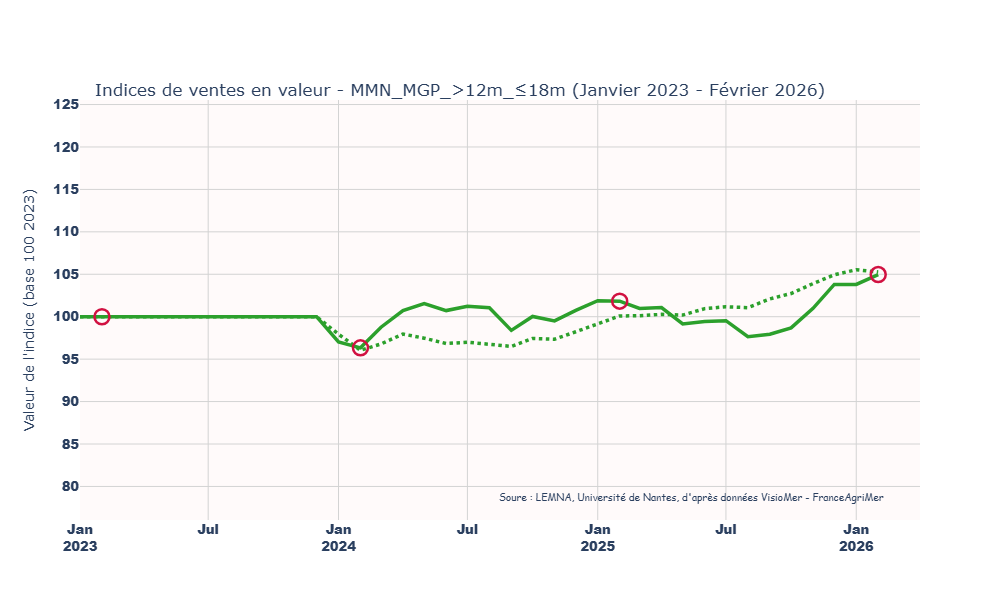 Indices de ventes en valeur - MMN_MGP_>12m_≤18m (Janvier 2023 - Février 2026)
Valeur de l'indice (base 100 2023)
125
120
115
110
105
100
95
90
85
80
Soure : LEMNA, Université de Nantes, d'après données VisioMer - FranceAgriMer
Jan
2023
Jul
Jan
2024
Jul
Jan
2025
Jul
Jan
2026